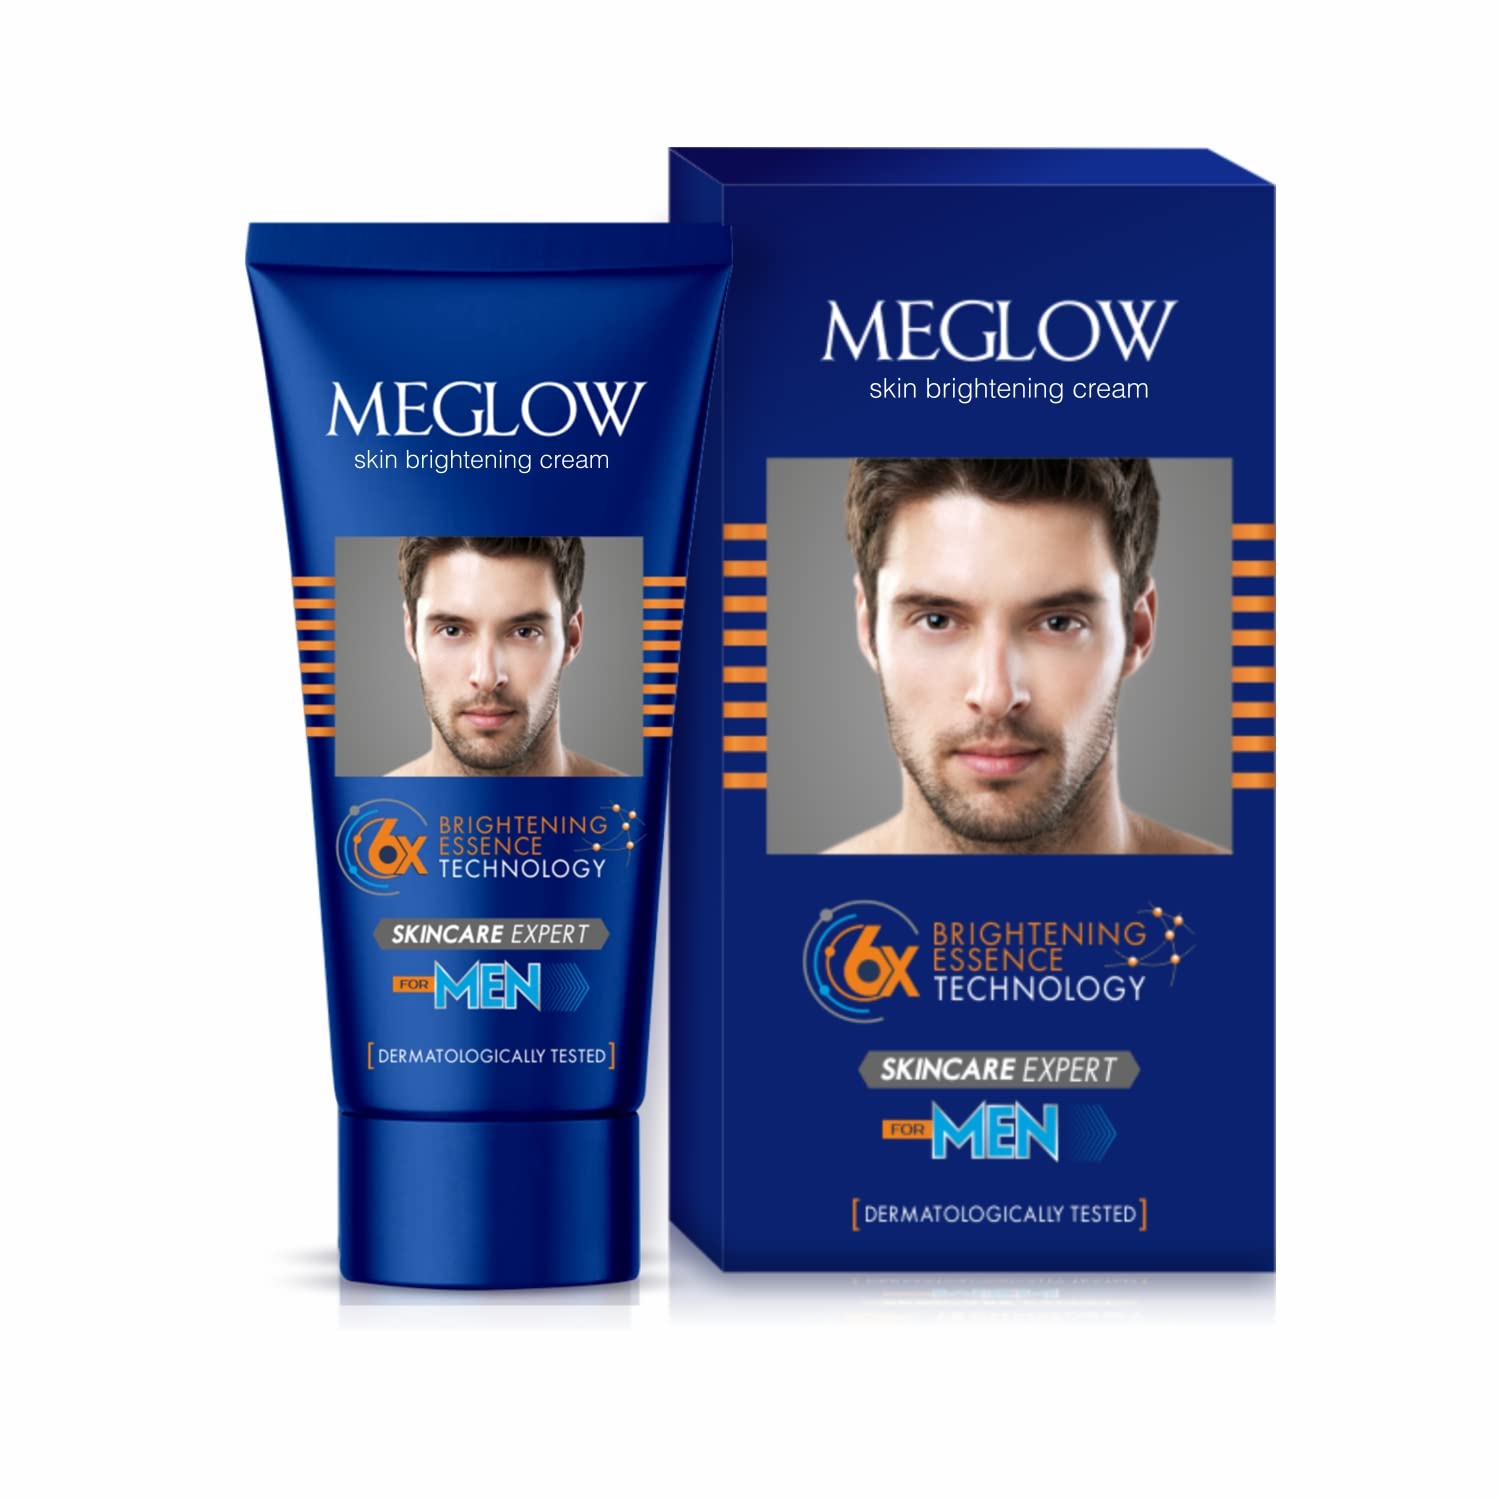 MEGLOW
skin brightening cream
6X
BRIGHTENING
ESSENCE
TECHNOLOGY
SKINCARE EXPERT
FOR MEN
[DERMATOLOGICALLY TESTED]
MEGLOW
skin brightening cream
6X
BRIGHTENING
ESSENCE
TECHNOLOGY
SKINCARE EXPERT
FOR MEN
[DERMATOLOGICALLY TESTED]